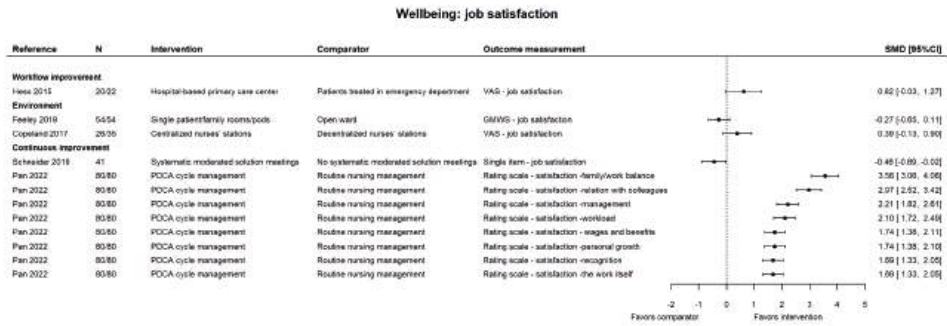 Wellbeing: job satisfaction
Reference N Intervention Comparator Outcome measurement SMD [95%CI]
Workflow improvement
Hess 2015 20/22 Hospital-based primary care center Patients treated in emergency department VAS - job satisfaction 0.62 [-0.03, 1.27]
Environment
Feeley 2019 54/54 Single patient/family rooms/pods Open ward GMWS - job satisfaction -0.27 [-0.65, 0.11]
Copeland 2017 26/35 Centralized nurses' stations Decentralized nurses' stations VAS - job satisfaction 0.39 [-0.13, 0.90]
Continuous improvement
Schneider 2019 41 Systematic moderated solution meetings No systematic moderated solution meetings Single item - job satisfaction -0.46 [-0.89, -0.02]
Pan 2022 80/80 PDCA cycle management Routine nursing management Rating scale - satisfaction -family/work balance 3.56 [ 3.06, 4.06]
Pan 2022 80/80 PDCA cycle management Routine nursing management Rating scale - satisfaction -relation with colleagues 2.97 [ 2.52, 3.42]
Pan 2022 80/80 PDCA cycle management Routine nursing management Rating scale - satisfaction -management 2.21 [ 1.82, 2.61]
Pan 2022 80/80 PDCA cycle management Routine nursing management Rating scale - satisfaction -workload 2.10 [ 1.72, 2.49]
Pan 2022 80/80 PDCA cycle management Routine nursing management Rating scale - satisfaction - wages and benefits 1.74 [ 1.38, 2.11]
Pan 2022 80/80 PDCA cycle management Routine nursing management Rating scale - satisfaction -personal growth 1.74 [ 1.38, 2.10]
Pan 2022 80/80 PDCA cycle management Routine nursing management Rating scale - satisfaction -recognition 1.69 [ 1.33, 2.05]
Pan 2022 80/80 PDCA cycle management Routine nursing management Rating scale - satisfaction -the work itself [ 1.33,
-2 -1 0 1 2 3 4 5
Favors comparator Favors intervention